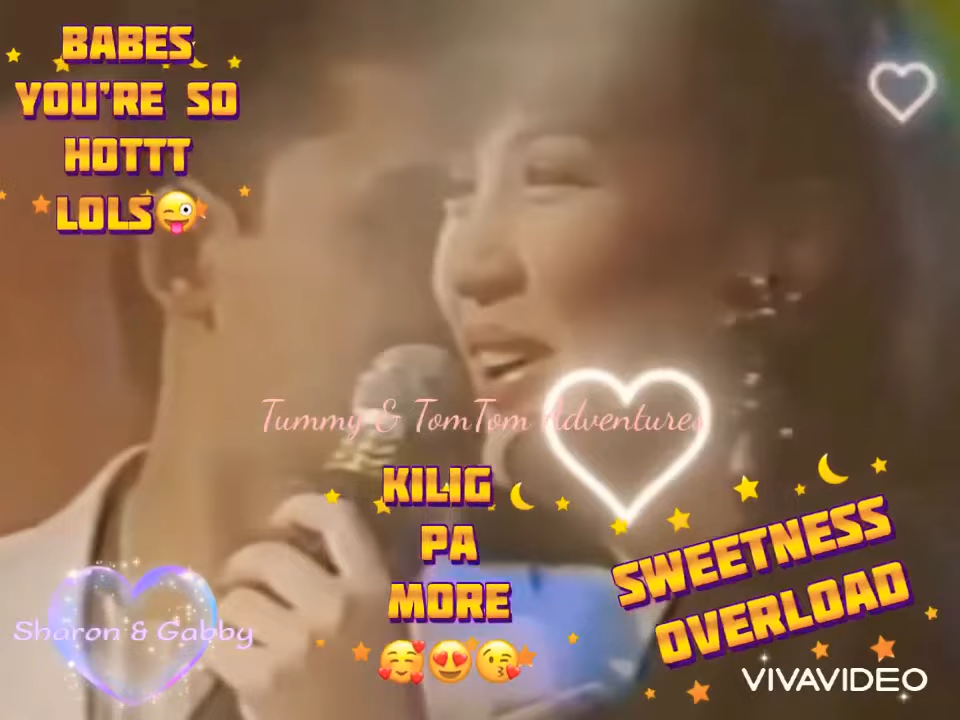 BABES
YOU'RE SO
HOTTT
LOLS😜
Tummy & TomTom Adventures
KILIG
PA
MORE
🥰😍😘
SWEETNESS
OVERLOAD
Sharon & Gabby
VIVAVIDEO